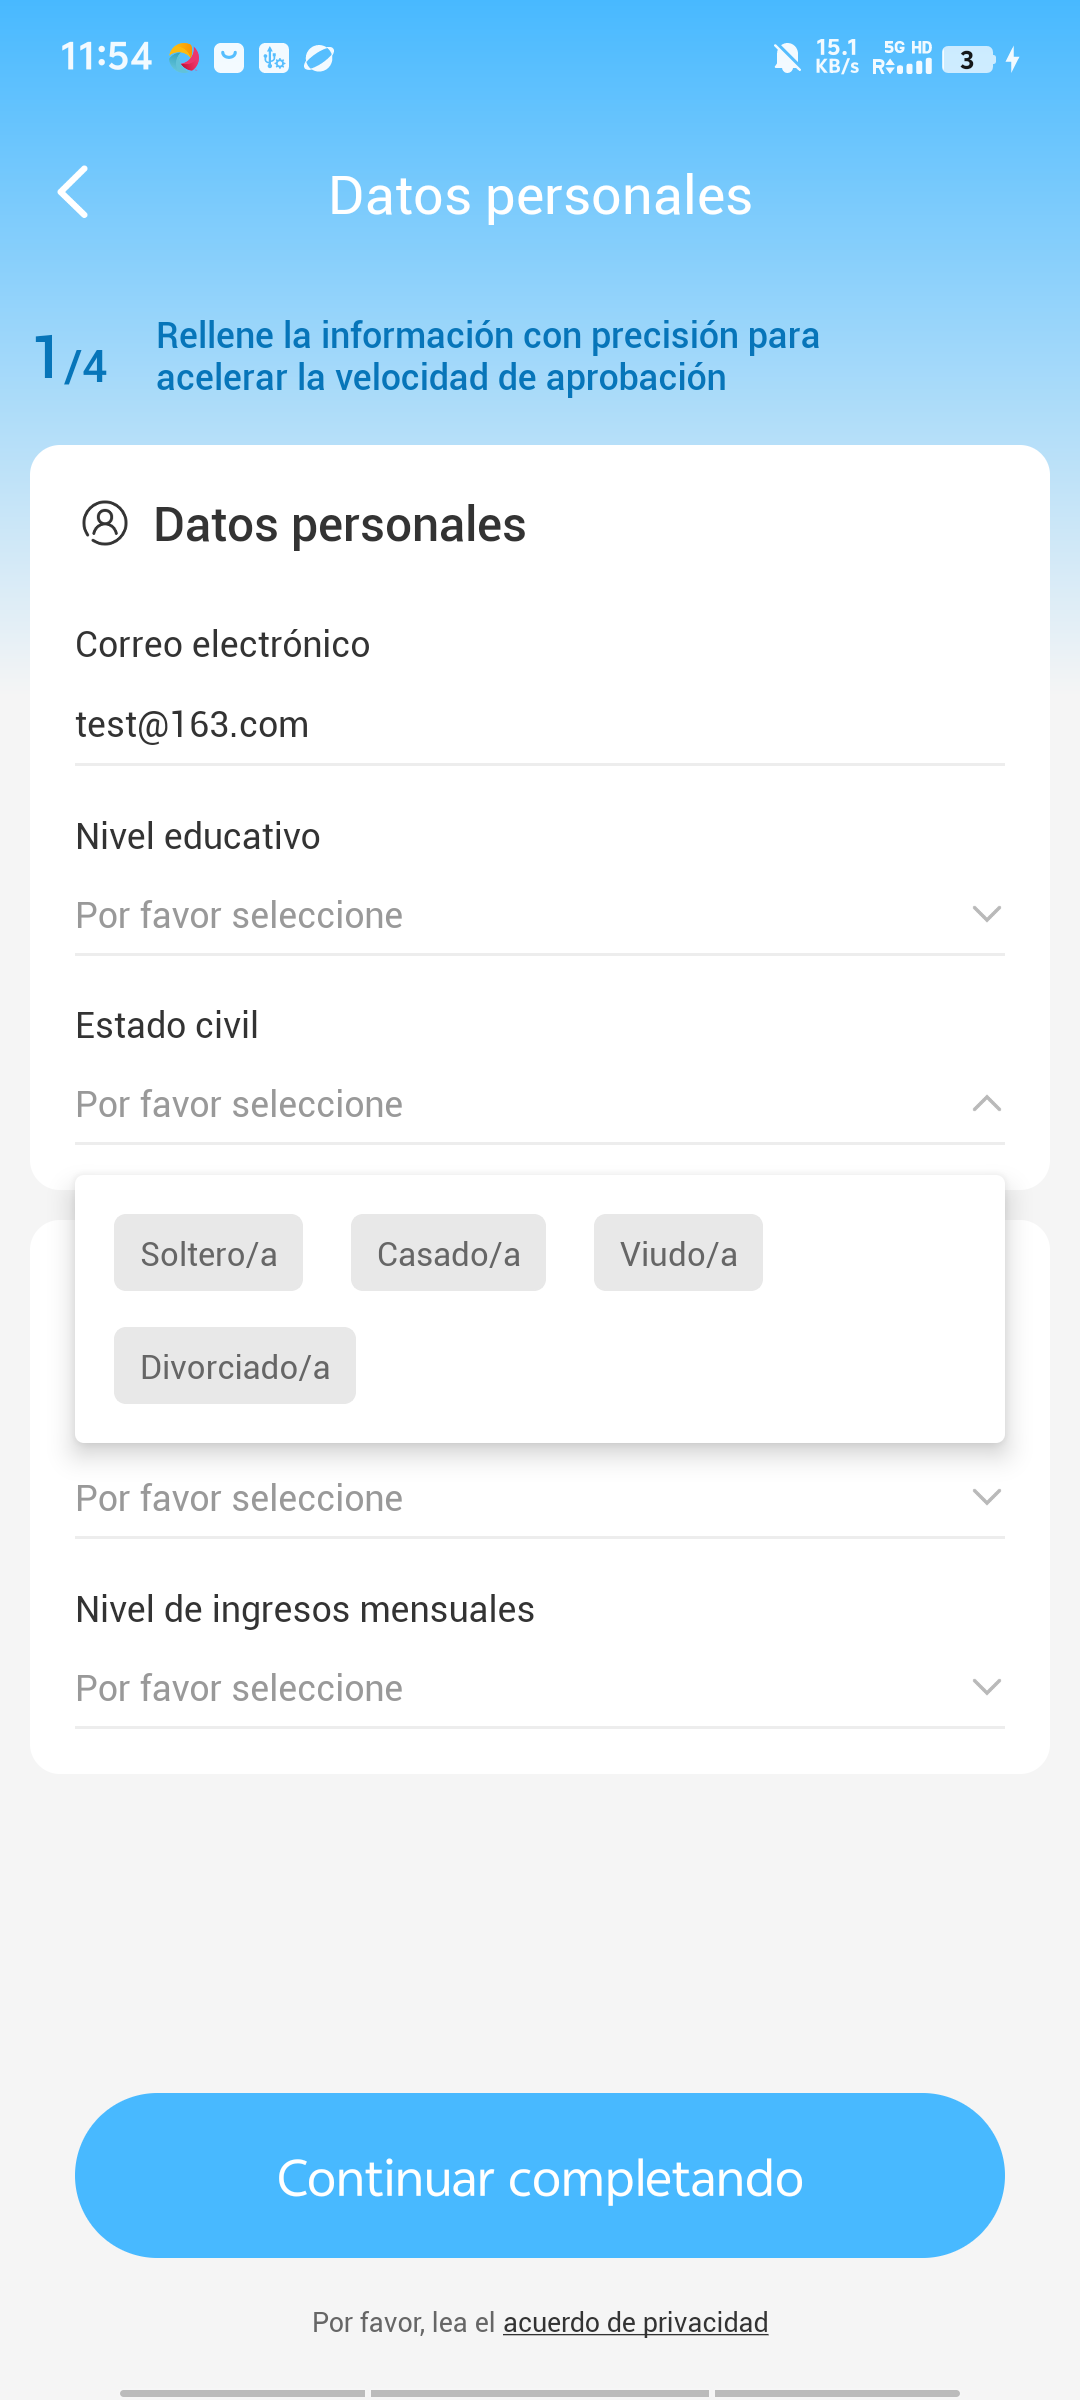 11:54
15.1
KB/s
5G HD
R
3
Datos personales
1/4
Rellene la información con precisión para
acelerar la velocidad de aprobación
Datos personales
Correo electrónico
test@163.com
Nivel educativo
Por favor seleccione
Estado civil
Por favor seleccione
Soltero/a
Casado/a
Viudo/a
Divorciado/a
Por favor seleccione
Nivel de ingresos mensuales
Por favor seleccione
Continuar completando
Por favor, lea el acuerdo de privacidad